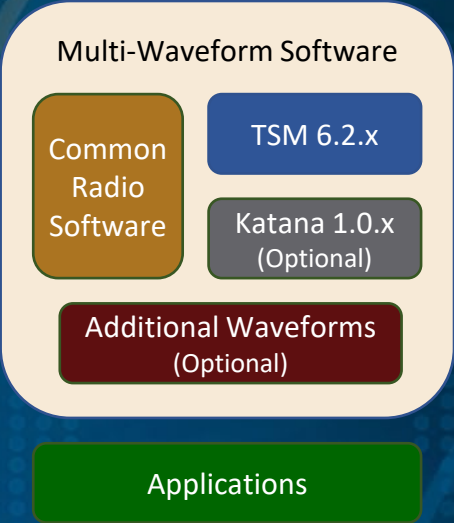 Multi-Waveform Software
Common
Radio
Software
TSM 6.2.x
Katana 1.0.x
(Optional)
Additional Waveforms
(Optional)
Applications